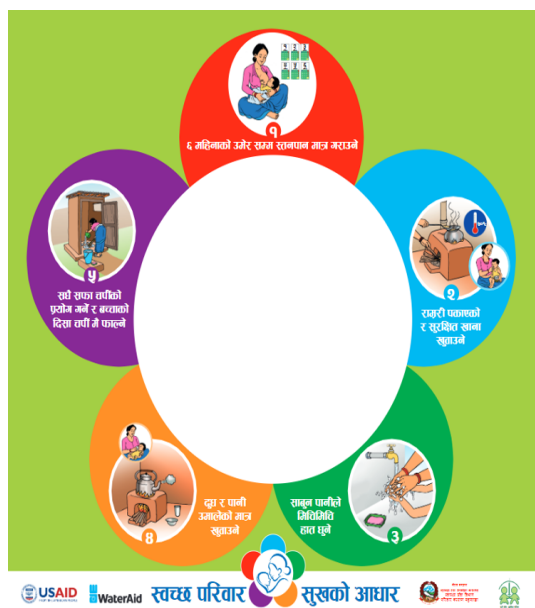 १
६ महिनाको उमेर सम्म स्तनपान मात्र गराउने
२
राम्ररी पकाएको
र सुरक्षित खाना
खुवाउने
३
साबुन पानीले
मिचिमिचि
हात धुने
४
दूध र पानी
उमालेको मात्र
खुवाउने
५
सधैं सफा चर्पीको
प्रयोग गर्ने र बच्चाको
दिसा चर्पी मै फाल्ने
USAID
WaterAid
स्वच्छ परिवार सुखको आधार